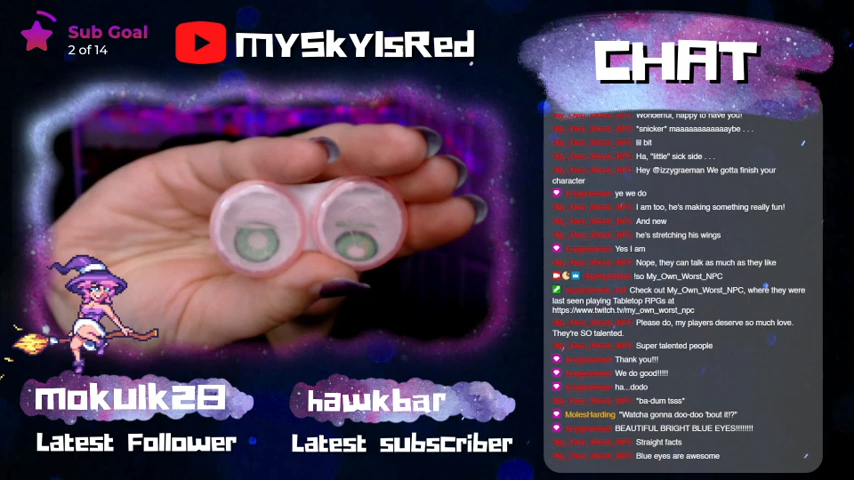 Sub Goal
2 of 14
MYSkYIsRed
CHAT
Wonderful, happy to have you!
*snicker* maaaaaaaaaaaaybe . . .
lil bit
Ha, "little" sick side . . .
Hey @izzygraeman We gotta finish your
character
ye we do
I am too, he's making something really fun!
And new
he's stretching his wings
Yes I am
Nope, they can talk as much as they like
!so My_Own_Worst_NPC
Check out My_Own_Worst_NPC, where they were
last seen playing Tabletop RPGs at
https://www.twitch.tv/my_own_worst_npc
Please do, my players deserve so much love.
They're SO talented.
Super talented people
Thank you!!!
We do good!!!!!
ha...dodo
"ba-dum tsss"
MolesHarding "Watcha gonna doo-doo 'bout it!?"
BEAUTIFUL BRIGHT BLUE EYES!!!!!!!!!
Straight facts
Blue eyes are awesome
mokulk28
Latest Follower
hawkbar
Latest subscriber